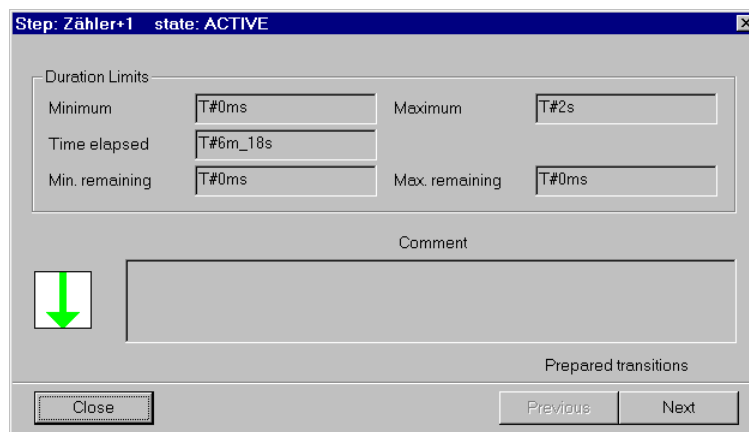 Step: Zähler+1 state: ACTIVE
Duration Limits
Minimum T#0ms Maximum T#2s
Time elapsed T#6m_18s
Min. remaining T#0ms Max. remaining T#0ms
Comment
Prepared transitions
Close Previous Next